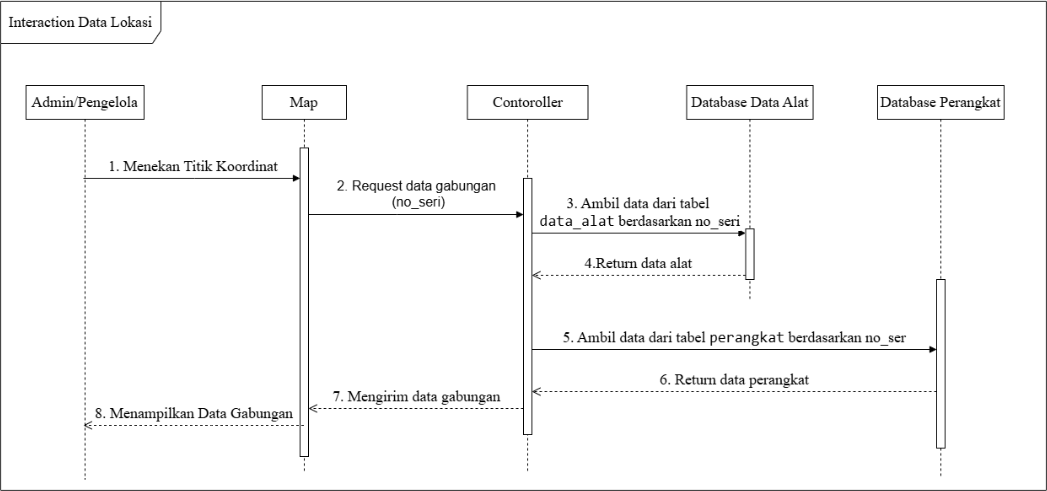 Interaction Data Lokasi
Admin/Pengelola
Map
Contoroller
Database Data Alat
Database Perangkat
1. Menekan Titik Koordinat
2. Request data gabungan
(no_seri)
3. Ambil data dari tabel
data_alat berdasarkan no_seri
4.Return data alat
5. Ambil data dari tabel perangkat berdasarkan no_ser
6. Return data perangkat
7. Mengirim data gabungan
8. Menampilkan Data Gabungan